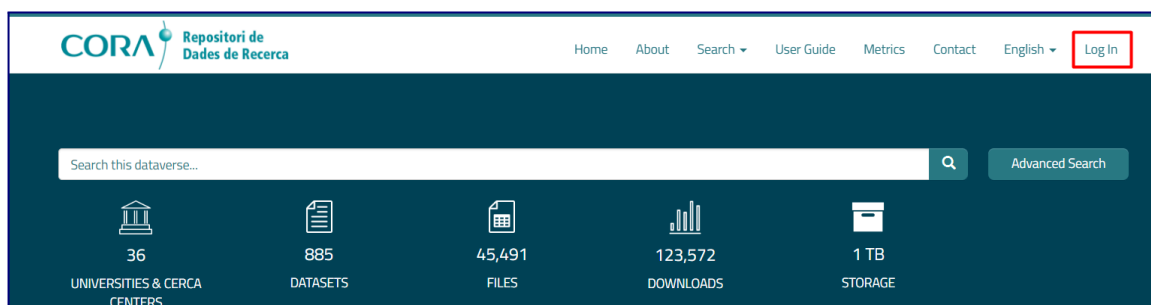 CORA Repositori de
Dades de Recerca
Home About Search User Guide Metrics Contact English Log In
Search this dataverse...
Advanced Search
36 885 45,491 123,572 1 TB
UNIVERSITIES & CERCA DATASETS FILES DOWNLOADS STORAGE
CENTERS